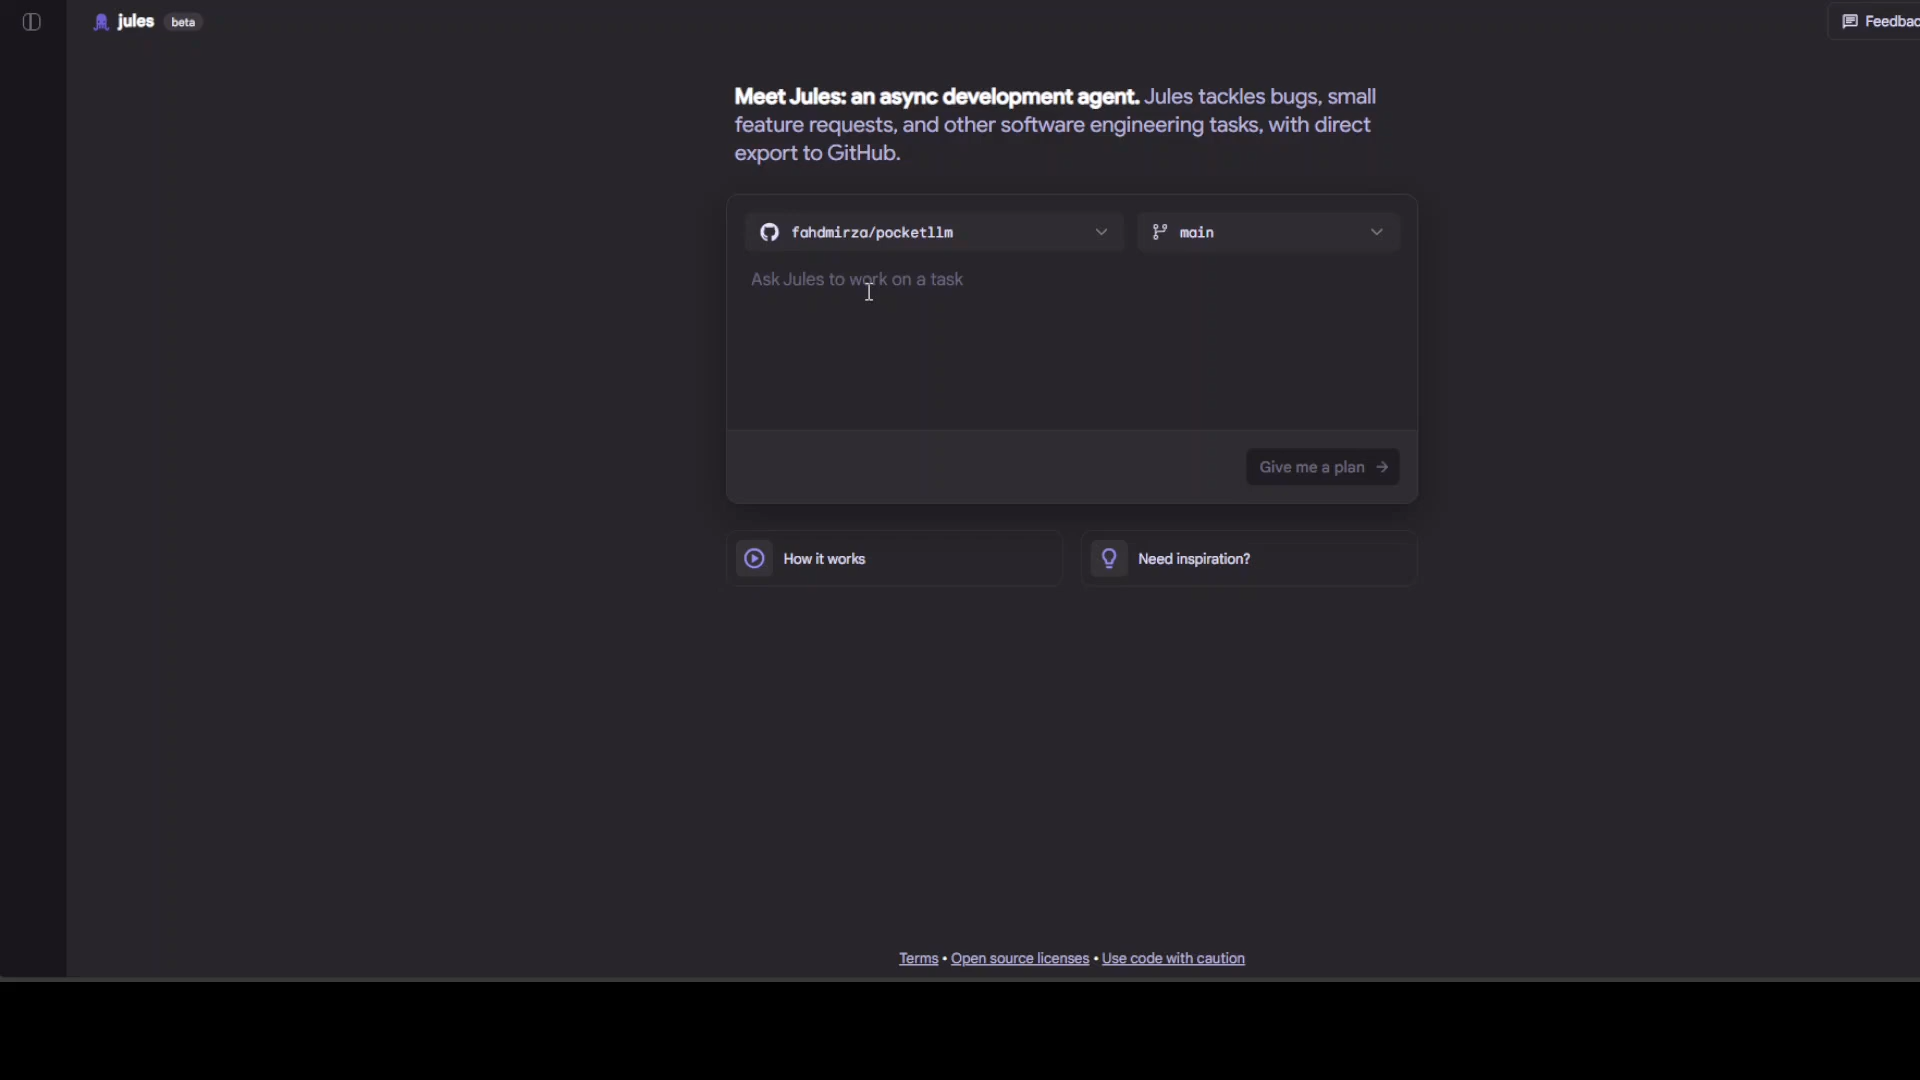 jules beta
Feedbac
Meet Jules: an async development agent. Jules tackles bugs, small
feature requests, and other software engineering tasks, with direct
export to GitHub.
fahdmirza/pocketllm
main
Ask Jules to work on a task
Give me a plan
How it works
Need inspiration?
Terms • Open source licenses • Use code with caution